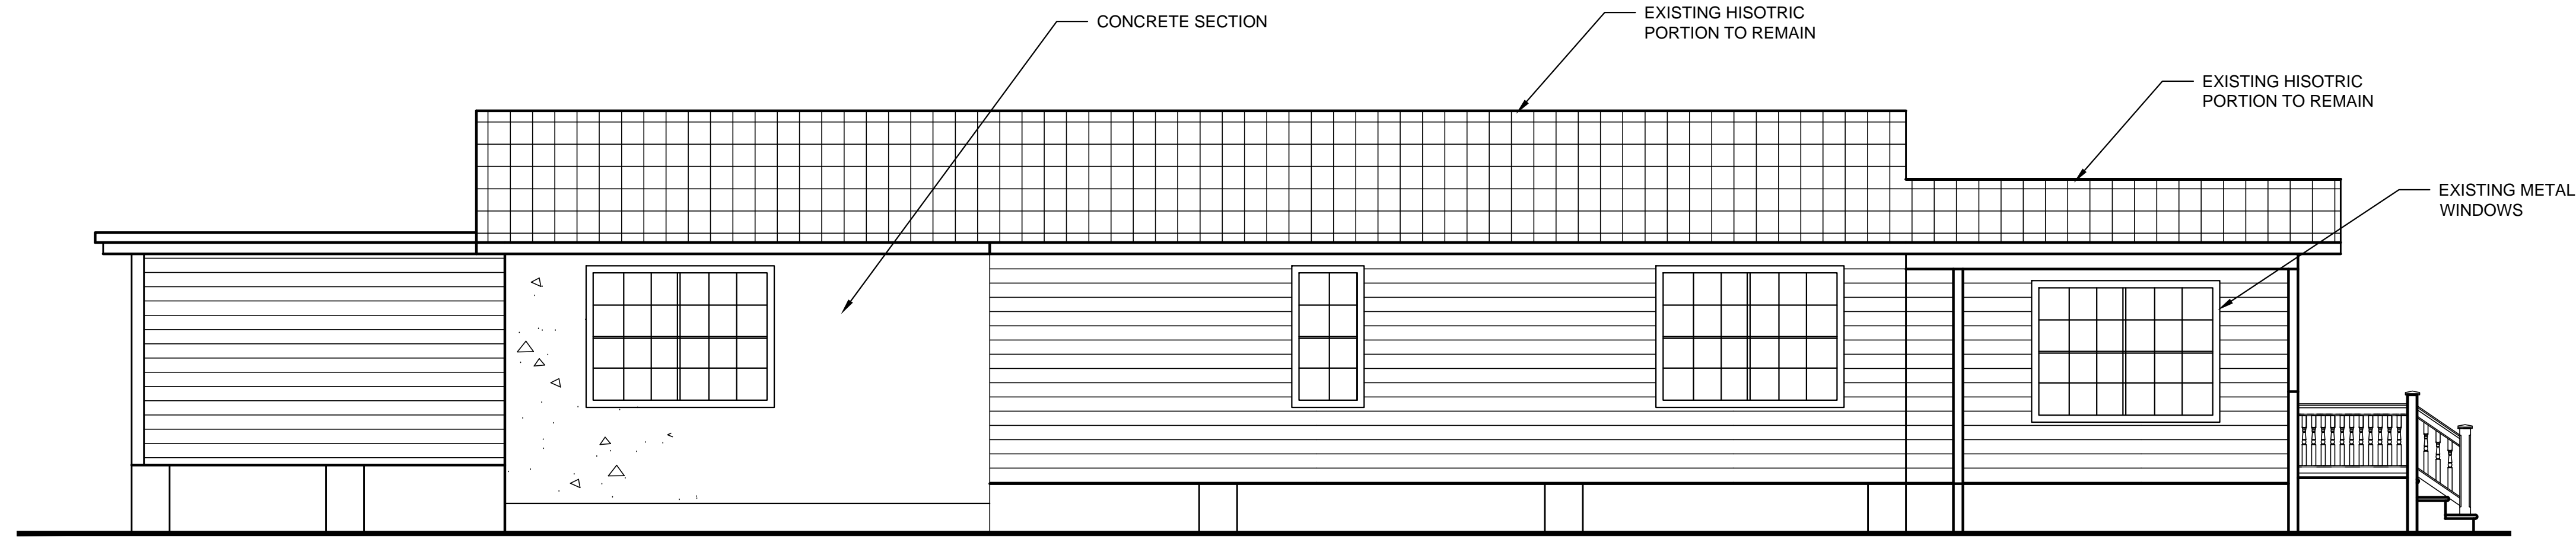 CONCRETE SECTION
EXISTING HISOTRIC
PORTION TO REMAIN
EXISTING HISOTRIC
PORTION TO REMAIN
EXISTING METAL
WINDOWS